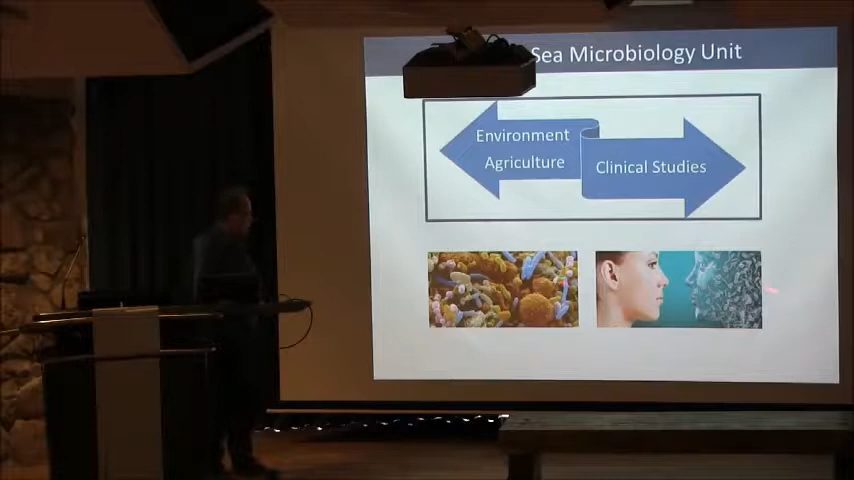 Sea Microbiology Unit
Environment
Agriculture
Clinical Studies